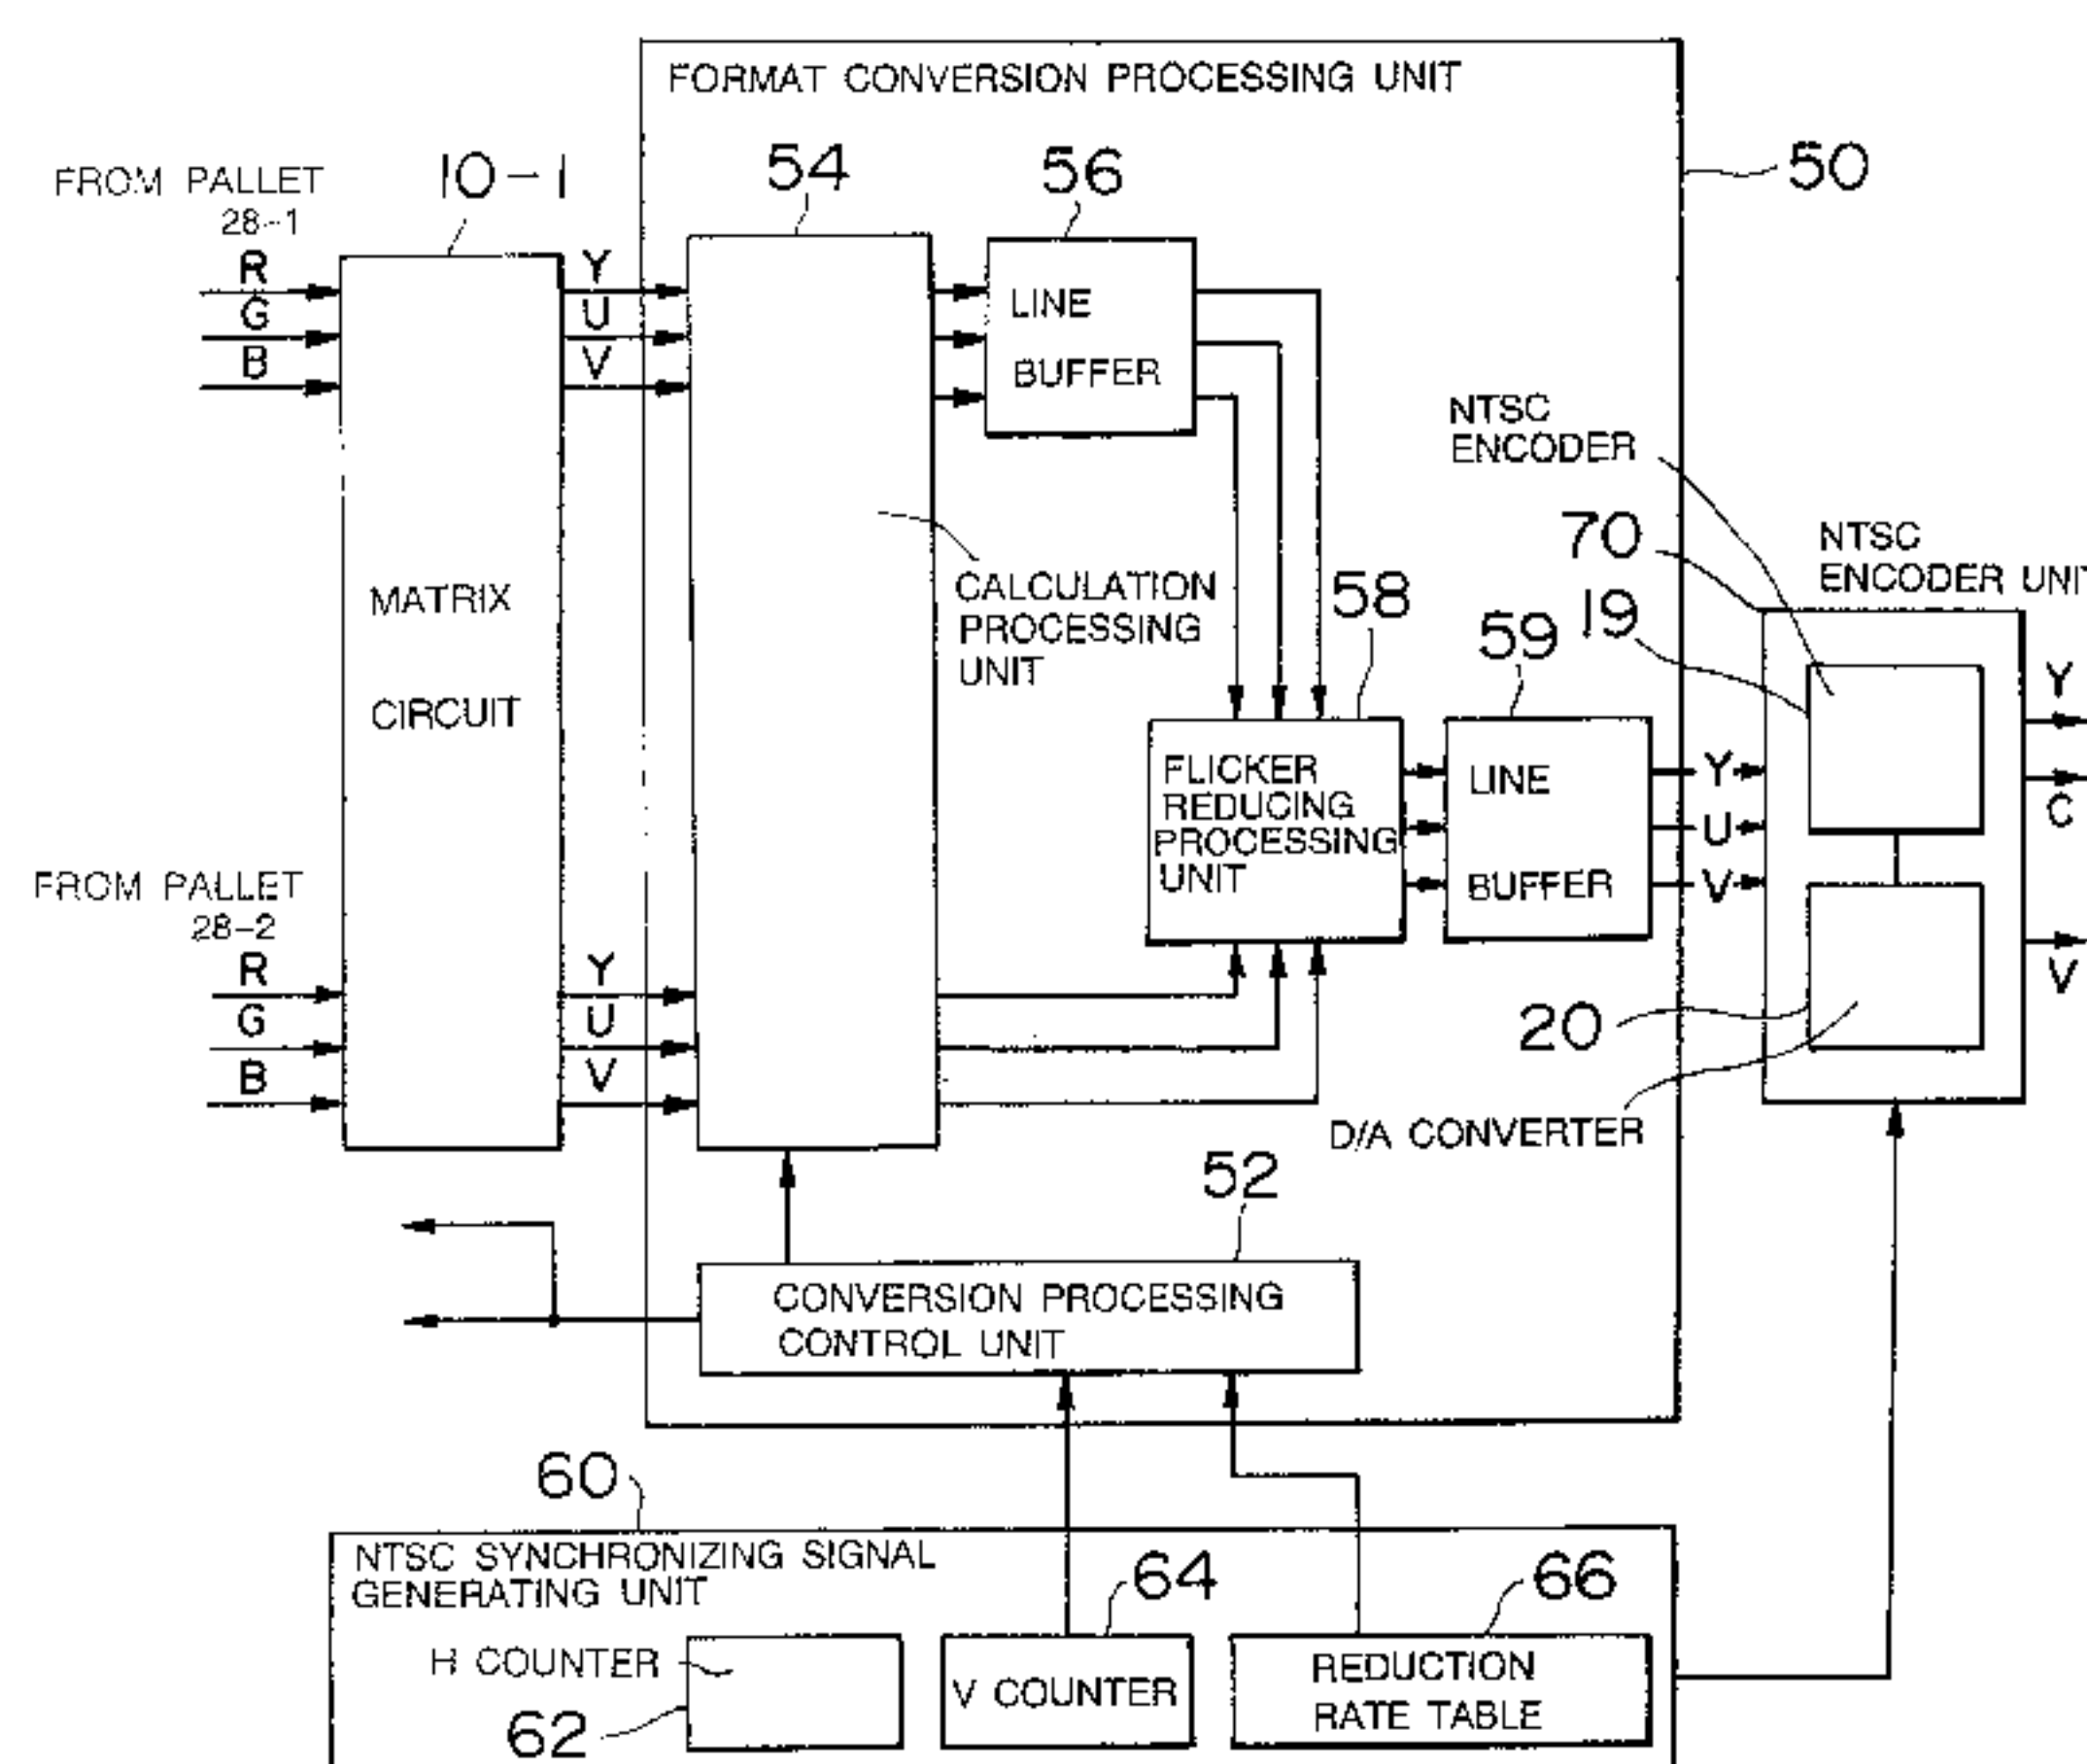 FORMAT CONVERSION PROCESSING UNIT
50
FROM PALLET
28-1
10-1
54
56
R
G
B
Y
U
V
LINE
BUFFER
NTSC
ENCODER
70
NTSC
ENCODER UNIT
19
MATRIX
CIRCUIT
CALCULATION
PROCESSING
UNIT
58
59
FLICKER
REDUCING
PROCESSING
UNIT
LINE
BUFFER
Y
U
V
Y
C
V
FROM PALLET
28-2
R
G
B
Y
U
V
20
D/A CONVERTER
52
CONVERSION PROCESSING
CONTROL UNIT
60
NTSC SYNCHRONIZING SIGNAL
GENERATING UNIT
64
66
H COUNTER
62
V COUNTER
REDUCTION
RATE TABLE